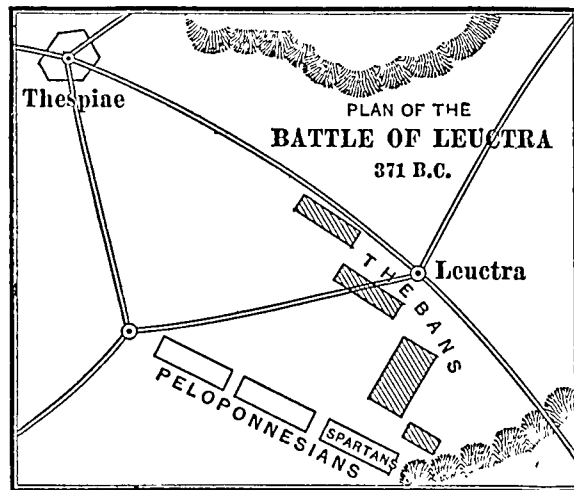 Thespiae
PLAN OF THE
BATTLE OF LEUCTRA
371 B.C.
Leuctra
THEBANS
PELOPONNESIANS
SPARTANS